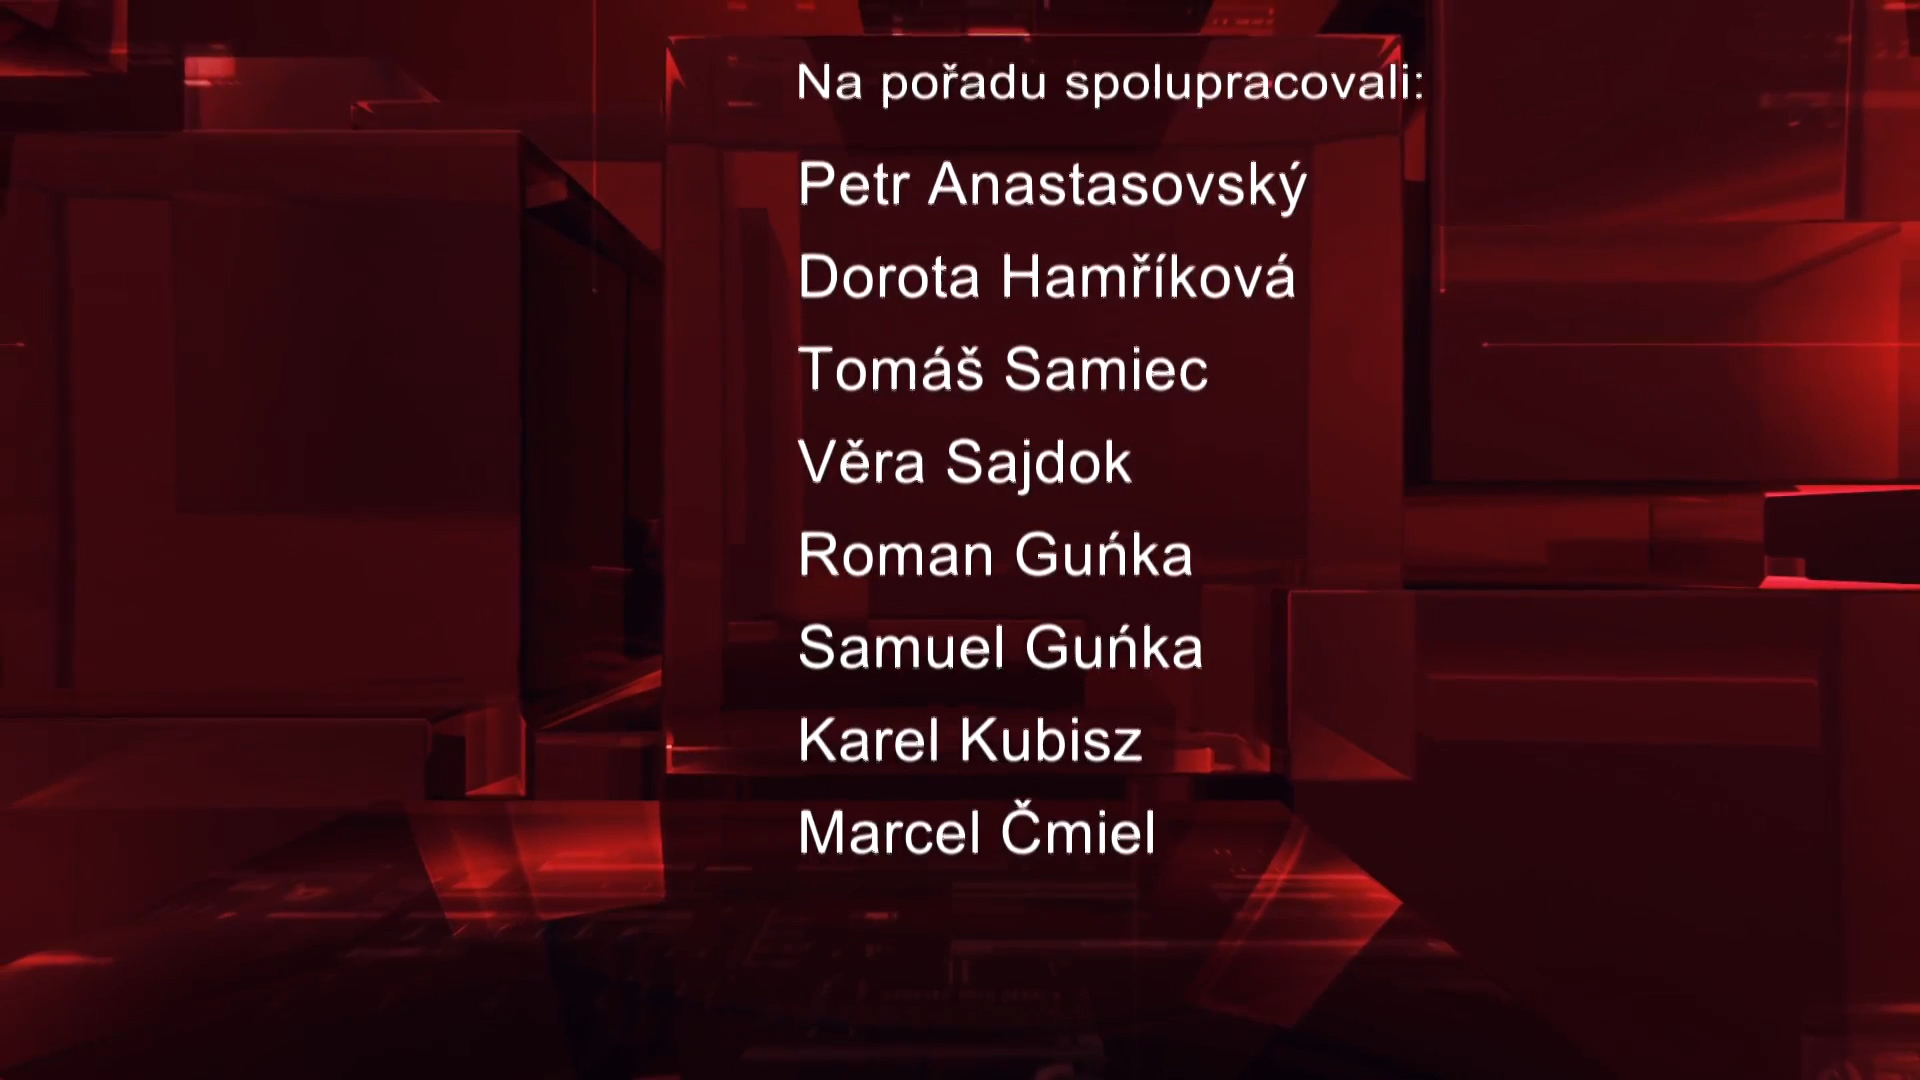 Na pořadu spolupracovali:
Petr Anastasovský
Dorota Hamříková
Tomáš Samiec
Věra Sajdok
Roman Guńka
Samuel Guńka
Karel Kubisz
Marcel Čmiel